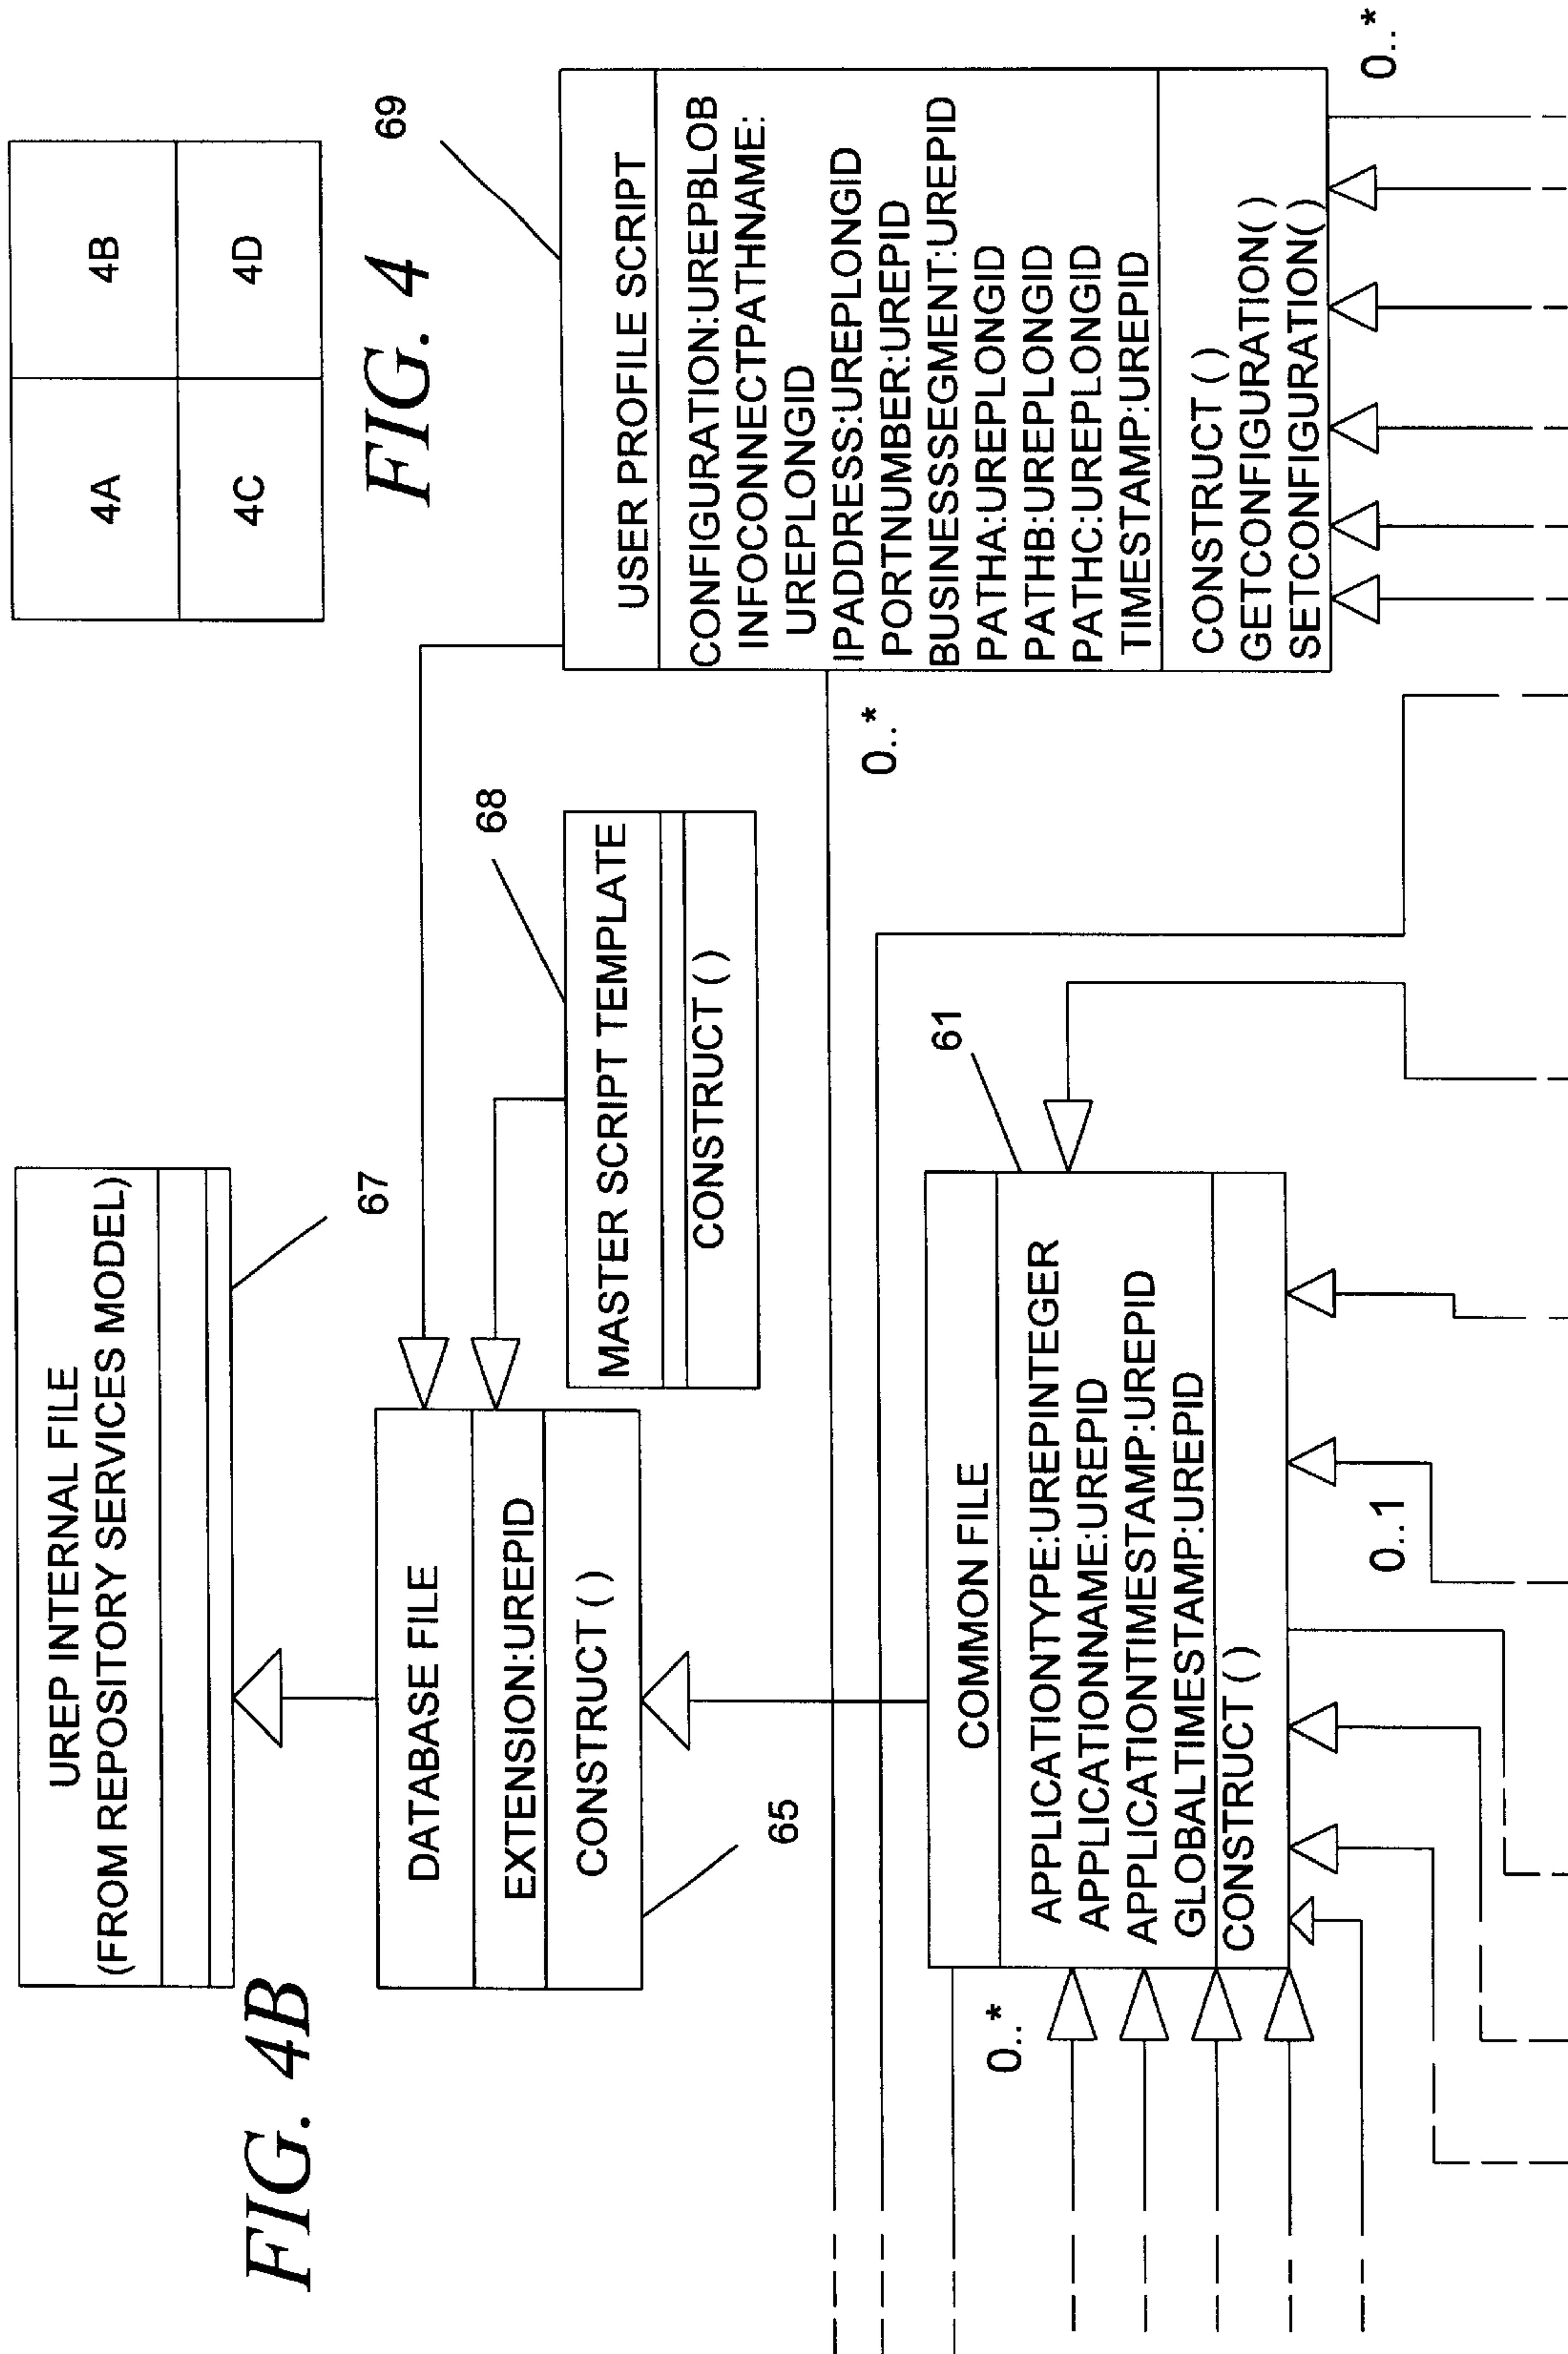 FIG. 4B
4A
4B
4C
4D
FIG. 4
UREP INTERNAL FILE
(FROM REPOSITORY SERVICES MODEL)
67
DATABASE FILE
EXTENSION:UREPID
CONSTRUCT ( )
65
MASTER SCRIPT TEMPLATE
CONSTRUCT ( )
68
USER PROFILE SCRIPT
CONFIGURATION:UREPBLOB
INFOCONNECTPATHNAME:
UREPLONGID
IPADDRESS:UREPLONGID
PORTNUMBER:UREPID
BUSINESSSEGMENT:UREPID
PATHA:UREPLONGID
PATHB:UREPLONGID
PATHC:UREPLONGID
TIMESTAMP:UREPID
CONSTRUCT ( )
GETCONFIGURATION( )
SETCONFIGURATION( )
69
0..*
0..*
COMMON FILE
APPLICATIONTYPE:UREPINTEGER
APPLICATIONNAME:UREPID
APPLICATIONTIMESTAMP:UREPID
GLOBALTIMESTAMP:UREPID
CONSTRUCT ( )
61
0..*
0..1